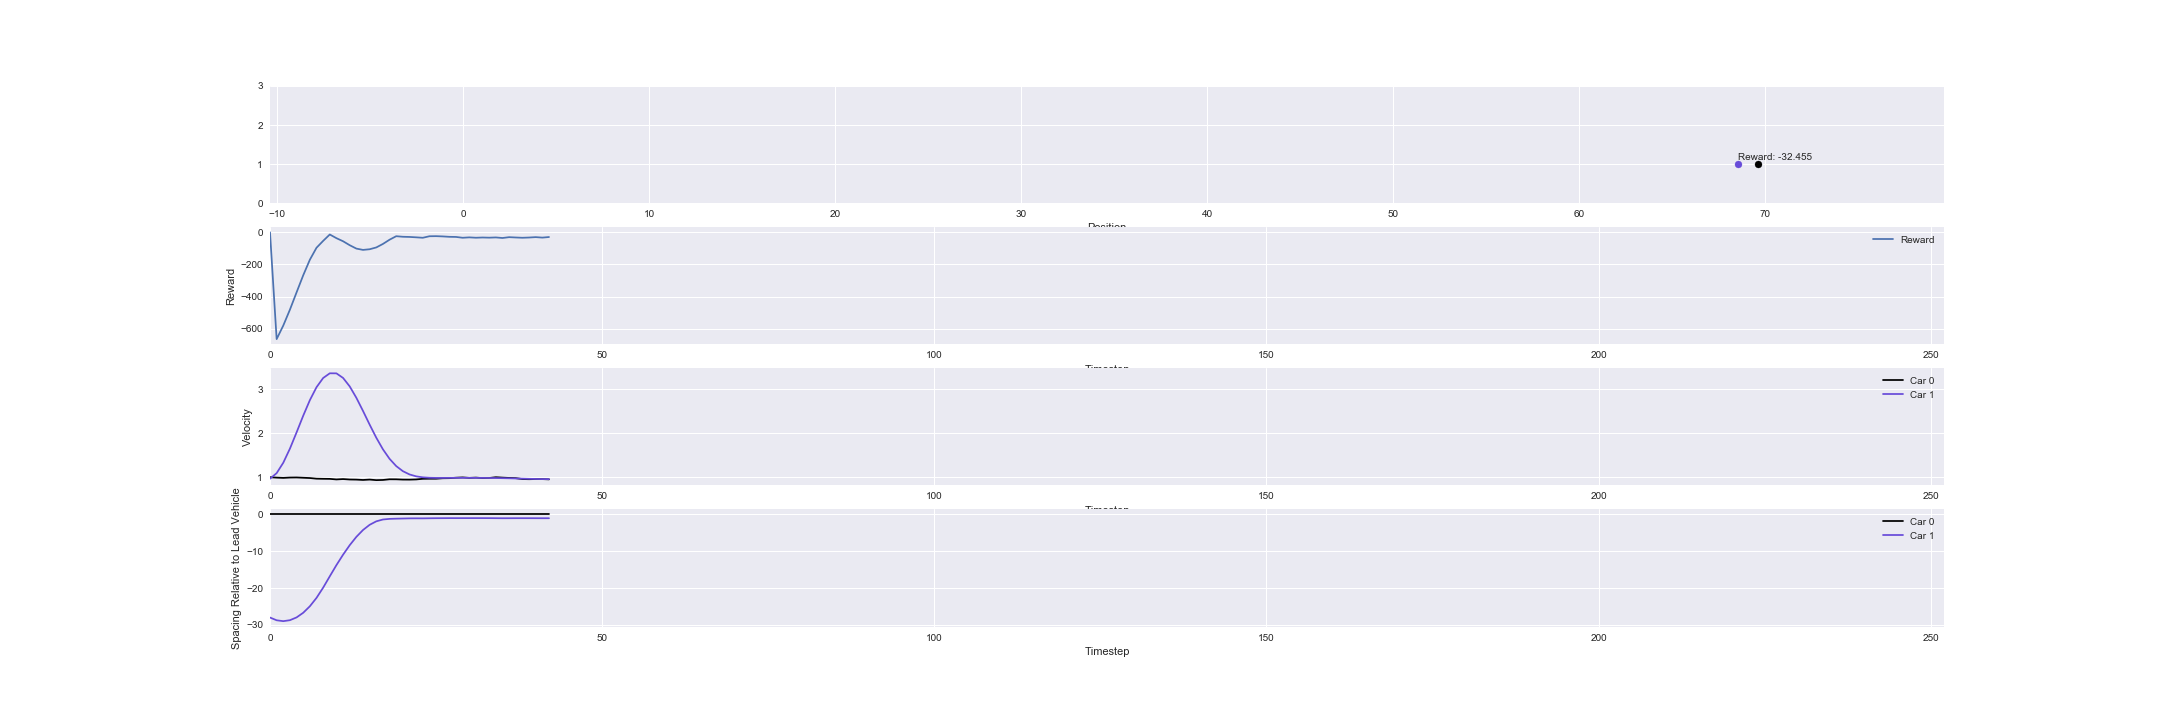 3
2
1
0
Reward: -32.455
−10 0 10 20 30 40 50 60 70
Position
0
−200
−400
−600
Reward
Reward
0 50 100 150 200 250
Timestep
3
2
1
Velocity
Car 0
Car 1
0 50 100 150 200 250
Timestep
0
−10
−20
−30
Spacing Relative to Lead Vehicle
Car 0
Car 1
0 50 100 150 200 250
Timestep